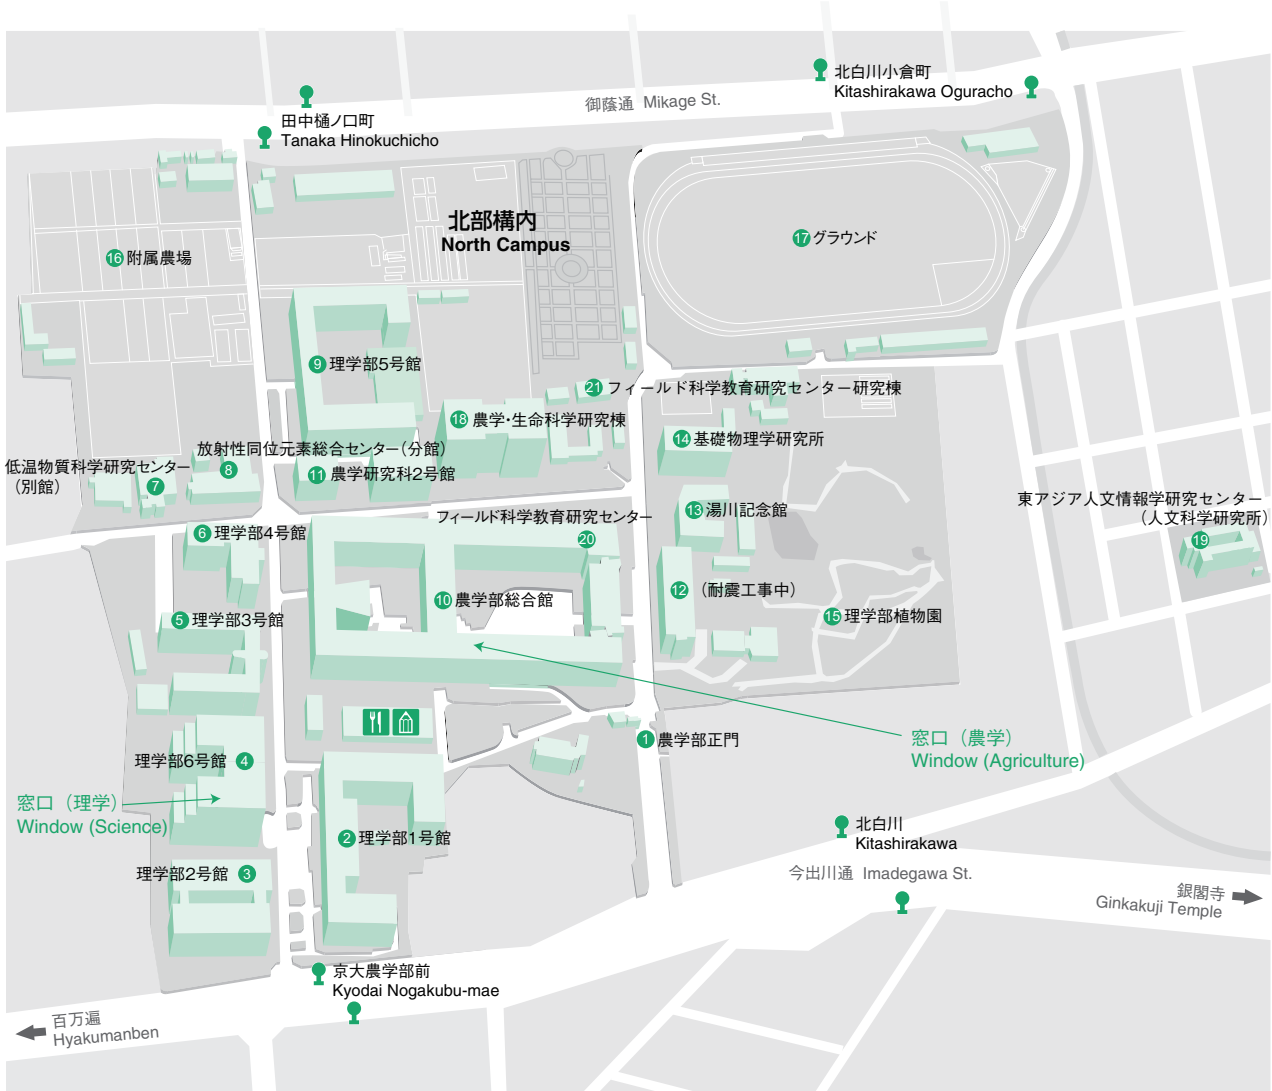 北白川小倉町
Kitashirakawa Oguracho
御蔭通 Mikage St.
田中樋ノ口町
Tanaka Hinokuchicho
北部構内
North Campus
17 グラウンド
16 附属農場
9 理学部5号館
21 フィールド科学教育研究センター研究棟
18 農学・生命科学研究棟
14 基礎物理学研究所
放射性同位元素総合センター(分館)
8
低温物質科学研究センター
(別館)
7
11 農学研究科2号館
東アジア人文情報学研究センター
(人文科学研究所)
19
13 湯川記念館
フィールド科学教育研究センター
20
6 理学部4号館
12 (耐震工事中)
10 農学部総合館
15 理学部植物園
5 理学部3号館
1 農学部正門
窓口(農学)
Window (Agriculture)
理学部6号館 4
窓口(理学)
Window (Science)
2 理学部1号館
北白川
Kitashirakawa
理学部2号館 3
今出川通 Imadegawa St.
銀閣寺
Ginkakuji Temple
京大農学部前
Kyodai Nogakubu-mae
百万遍
Hyakumanben